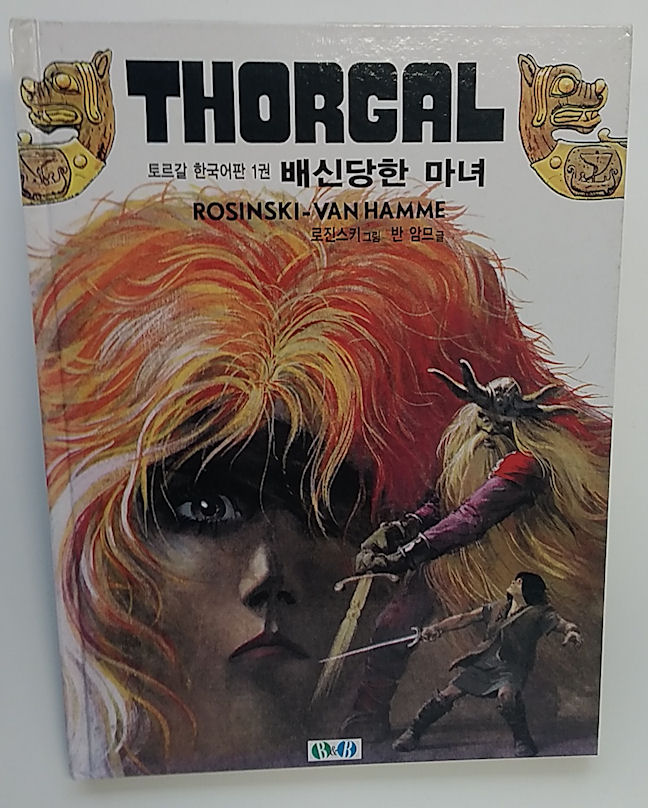 THORGAL
토르갈 한국어판 1권 배신당한 마녀
ROSINSKI-VAN HAMME
로진스키그림 반 암므글
B&B